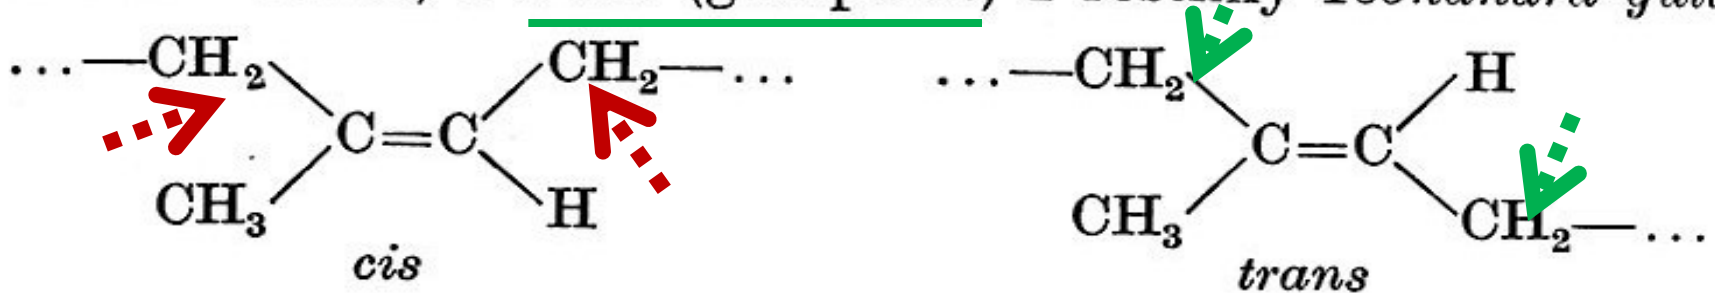 ...—CH₂ CH₂—... ...—CH₂ H
C=C C=C
CH₃ H CH₃ CH₂—...
cis trans